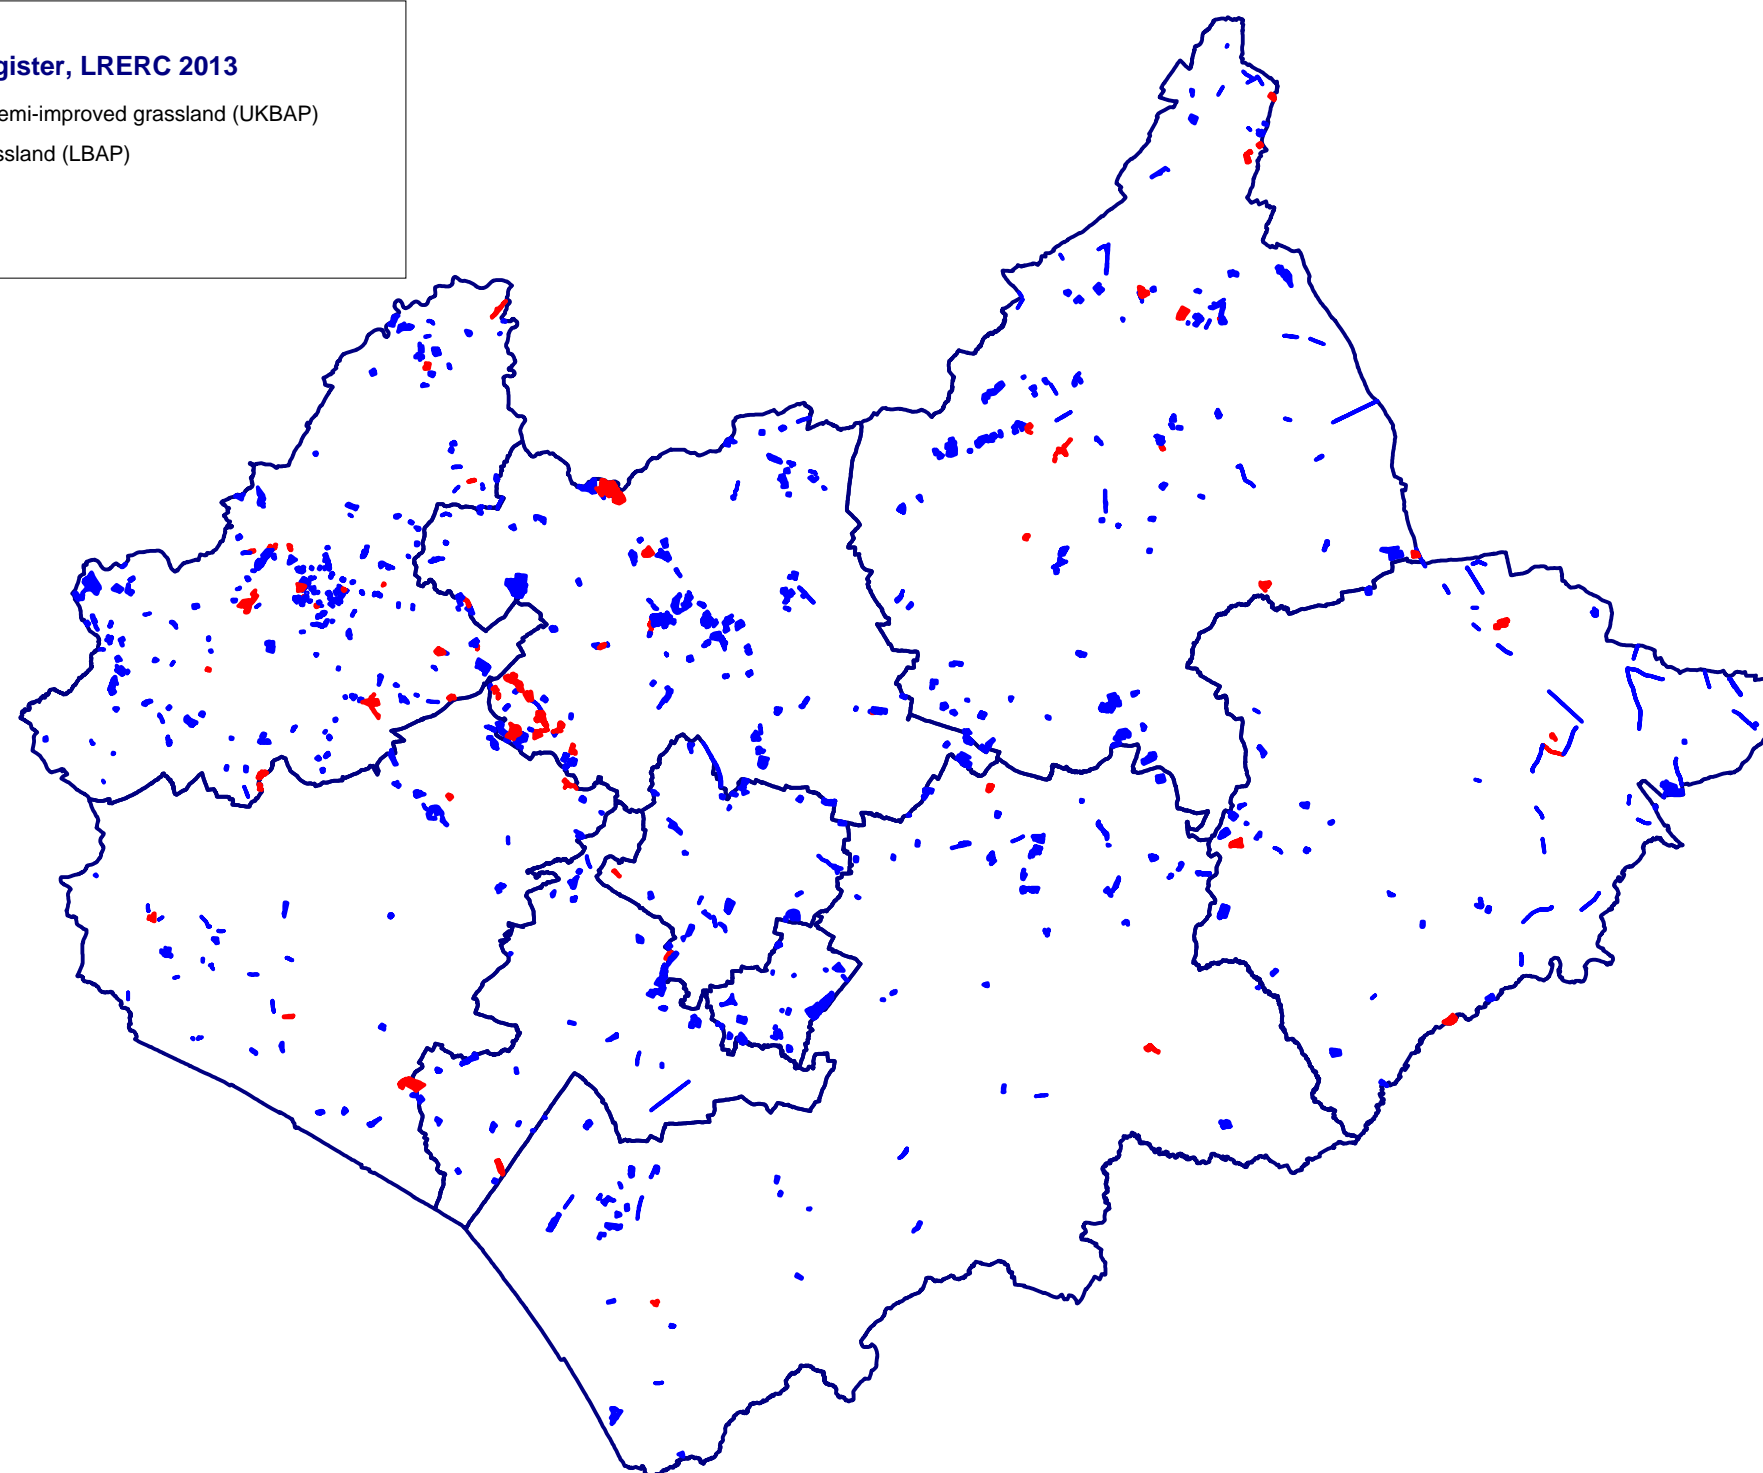 gister, LRERC 2013
emi-improved grassland (UKBAP)
ssland (LBAP)